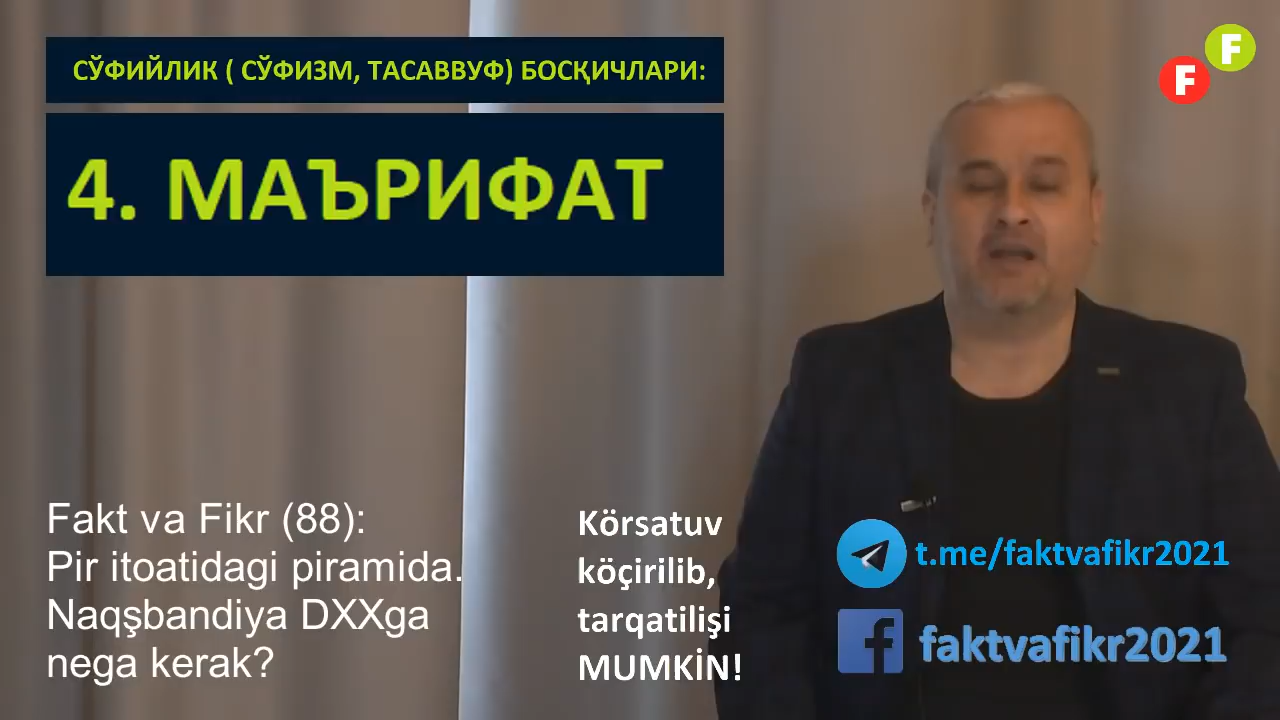 СЎФИЙЛИК ( СЎФИЗМ, ТАСАВВУФ) БОСҚИЧЛАРИ:
4. МАЪРИФАТ
F
F
Fakt va Fikr (88):
Pir itoatidagi piramida.
Naqşbandiya DXXga
nega kerak?
Körsatuv
köçirilib,
tarqatilişi
MUMKİN!
t.me/faktvafikr2021
f
faktvafikr2021